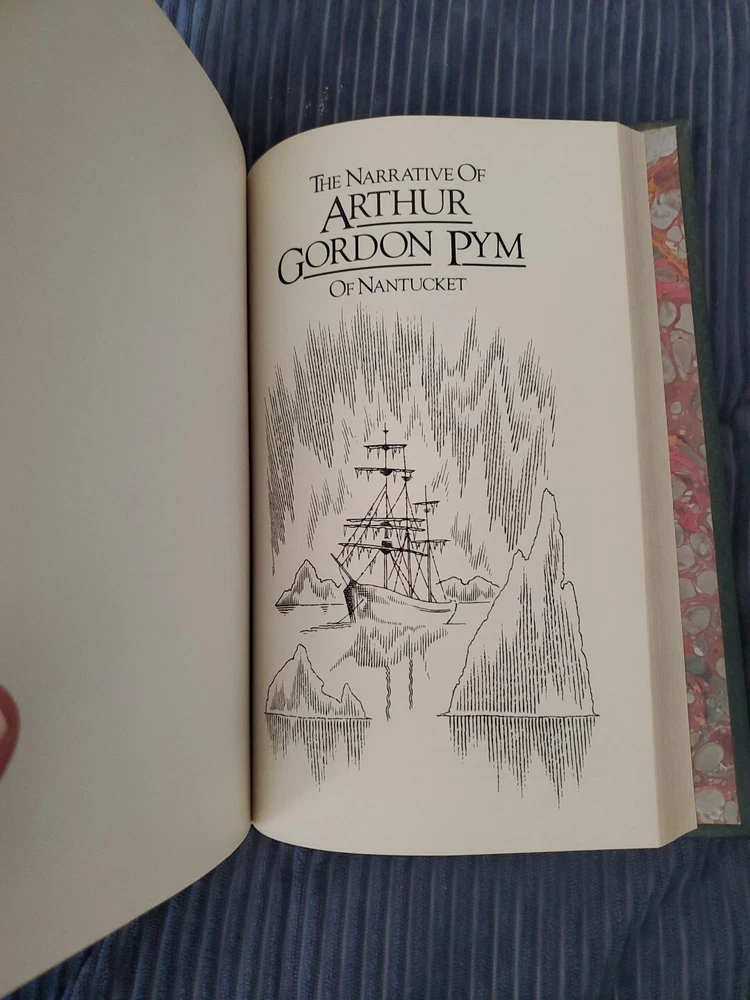 The Narrative Of
Arthur
Gordon Pym
Of Nantucket